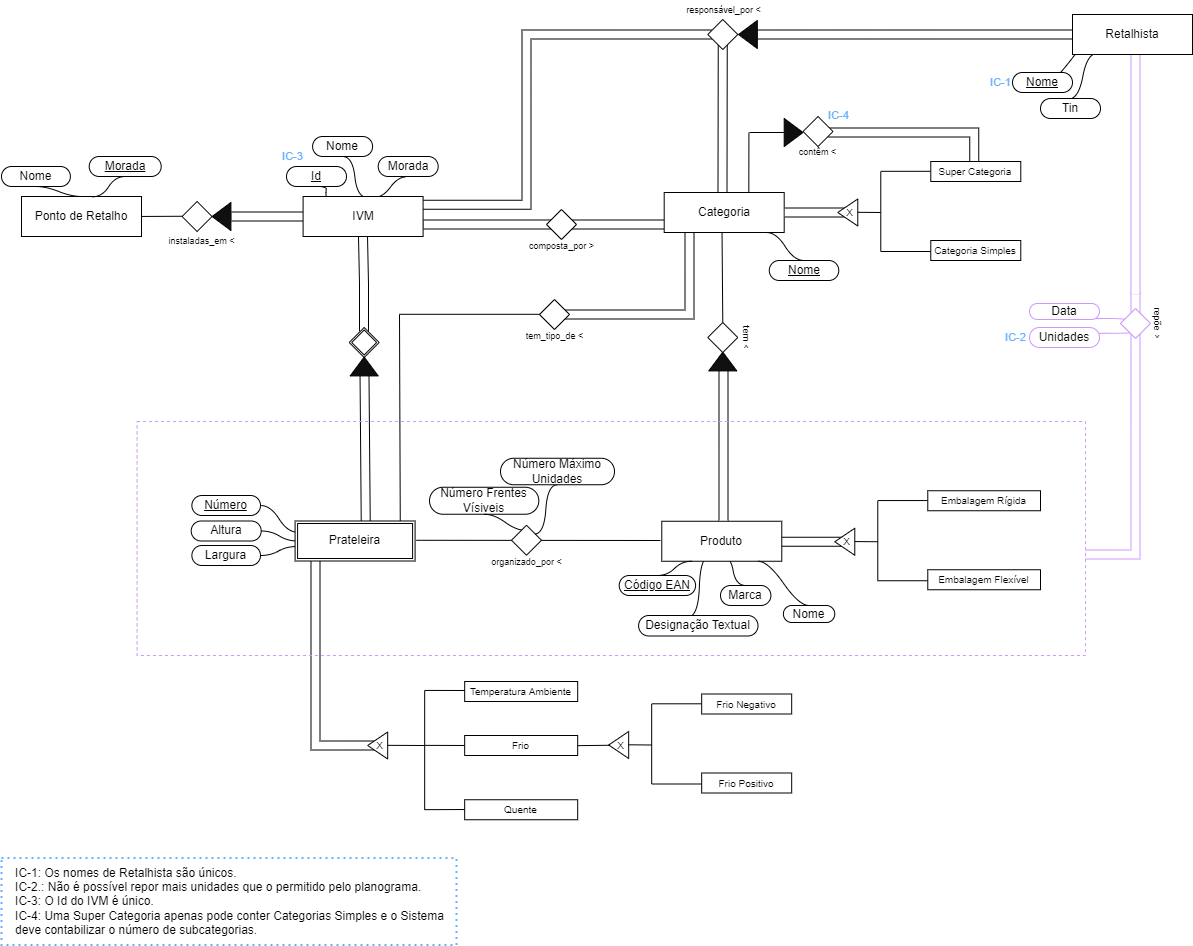 responsável_por <
Retalhista
IC-1
Nome
Tin
IC-4
contém <
Nome
IC-3
Id
Morada
Nome
Morada
Ponto de Retalho
instaladas_em <
IVM
composta_por >
Categoria
X
Super Categoria
Categoria Simples
Nome
tem_tipo_de <
tem <
Data
IC-2
Unidades
repõe >
Número Máximo
Unidades
Número Frentes
Vísiveis
Número
Altura
Largura
Prateleira
organizado_por <
Produto
X
Embalagem Rígida
Embalagem Flexível
Código EAN
Marca
Nome
Designação Textual
Temperatura Ambiente
X
Frio
X
Frio Negativo
Frio Positivo
Quente
IC-1: Os nomes de Retalhista são únicos.
IC-2.: Não é possível repor mais unidades que o permitido pelo planograma.
IC-3: O Id do IVM é único.
IC-4: Uma Super Categoria apenas pode conter Categorias Simples e o Sistema
deve contabilizar o número de subcategorias.